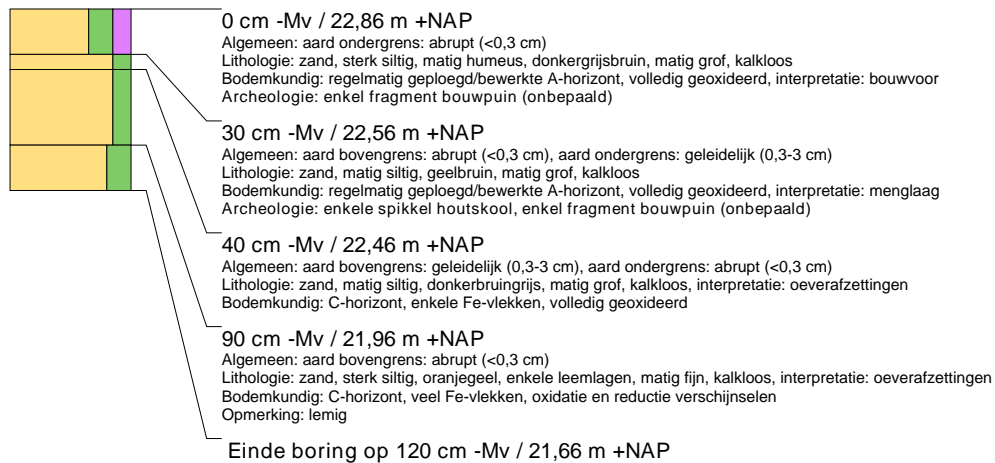 0 cm -Mv / 22,86 m +NAP
Algemeen: aard ondergrens: abrupt (<0,3 cm)
Lithologie: zand, sterk siltig, matig humeus, donkergrijsbruin, matig grof, kalkloos
Bodemkundig: regelmatig geploegd/bewerkte A-horizont, volledig geoxideerd, interpretatie: bouwvoor
Archeologie: enkel fragment bouwpuin (onbepaald)
30 cm -Mv / 22,56 m +NAP
Algemeen: aard bovengrens: abrupt (<0,3 cm), aard ondergrens: geleidelijk (0,3-3 cm)
Lithologie: zand, matig siltig, geelbruin, matig grof, kalkloos
Bodemkundig: regelmatig geploegd/bewerkte A-horizont, volledig geoxideerd, interpretatie: menglaag
Archeologie: enkele spikkel houtskool, enkel fragment bouwpuin (onbepaald)
40 cm -Mv / 22,46 m +NAP
Algemeen: aard bovengrens: geleidelijk (0,3-3 cm), aard ondergrens: abrupt (<0,3 cm)
Lithologie: zand, matig siltig, donkerbruingrijs, matig grof, kalkloos, interpretatie: oeverafzettingen
Bodemkundig: C-horizont, enkele Fe-vlekken, volledig geoxideerd
90 cm -Mv / 21,96 m +NAP
Algemeen: aard bovengrens: abrupt (<0,3 cm)
Lithologie: zand, sterk siltig, oranjegeel, enkele leemlagen, matig fijn, kalkloos, interpretatie: oeverafzettingen
Bodemkundig: C-horizont, veel Fe-vlekken, oxidatie en reductie verschijnselen
Opmerking: lemig
Einde boring op 120 cm -Mv / 21,66 m +NAP